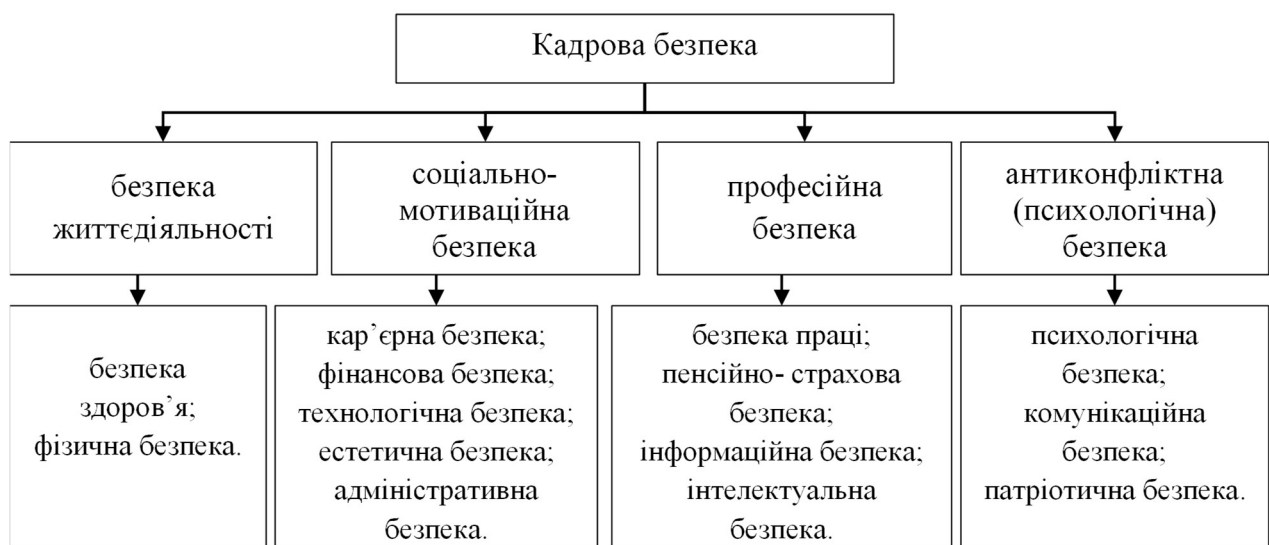 Кадрова безпека
безпека
життєдіяльності
соціально-
мотиваційна
безпека
професійна
безпека
антиконфліктна
(психологічна)
безпека
безпека
здоров’я;
фізична безпека.
кар’єрна безпека;
фінансова безпека;
технологічна безпека;
естетична безпека;
адміністративна
безпека.
безпека праці;
пенсійно- страхова
безпека;
інформаційна безпека;
інтелектуальна
безпека.
психологічна
безпека;
комунікаційна
безпека;
патріотична безпека.